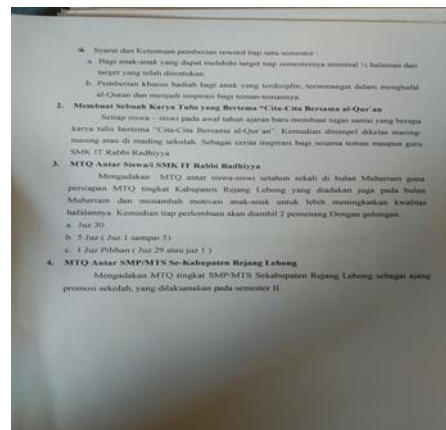 Syarat dan Ketentuan pemberian reword tiap satu semester :
a. Bagi anak-anak yang dapat melebihi target tiap semesternya minimal ½ halaman dari
target yang telah ditentukan.
b. Pemberian khusus hadiah bagi anak yang terdisplin, tersemangat dalam menghafal
al-Quran dan menjadi inspirasi bagi teman-temannya.
2. Membuat Sebuah Karya Tulis yang Bertema "Cita-Cita Bersama al-Qur'an
Setiap siswa – siswi pada awal tahun ajaran baru membuat tugas santai yang berupa
karya tulis bertema "Cita-Cita Bersama al-Qur'an". Kemudian ditempel dikelas masing-
masing atau di mading sekolah. Sebagai cerita inspirasi bagi sesama teman maupun guru
SMK IT Rabbi Radhiyya
3. MTQ Antar Siswa/i SMK IT Rabbi Radhiyya
Mengadakan MTQ antar siswa-siswi setahun sekali di bulan Muharram guna
persiapan MTQ tingkat Kabupaten Rejang Lebong yang diadakan juga pada bulan
Muharram dan menambah motivasi anak-anak untuk lebih meningkatkan kwalitas
hafalannya. Kemudian tiap perlombaan akan diambil 2 pemenang Dengan golongan :
a. Juz 30
b. 5 Juz ( Juz 1 sampai 5)
c. 1 Juz Pilihan ( Juz 29 atau juz 1 )
4. MTQ Antar SMP/MTS Se-Kabupaten Rejang Lebong
Mengadakan MTQ tingkat SMP/MTS Sekabupaten Rejang Lebong sebagai ajang
promosi sekolah, yang dilaksanakan pada semester II.